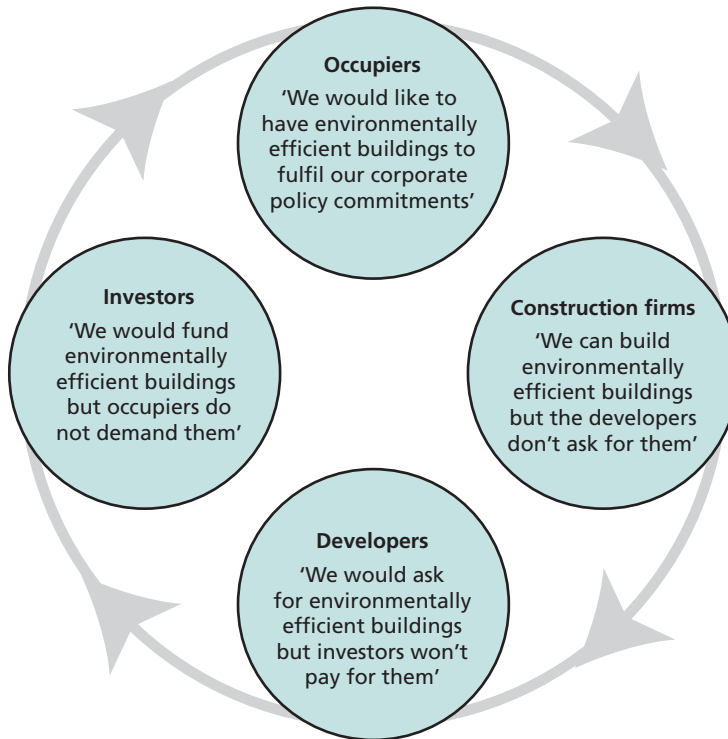 Occupiers
‘We would like to
have environmentally
efficient buildings to
fulfil our corporate
policy commitments’
Investors
‘We would fund
environmentally
efficient buildings
but occupiers do
not demand them’
Construction firms
‘We can build
environmentally
efficient buildings
but the developers
don’t ask for them’
Developers
‘We would ask
for environmentally
efficient buildings
but investors won’t
pay for them’